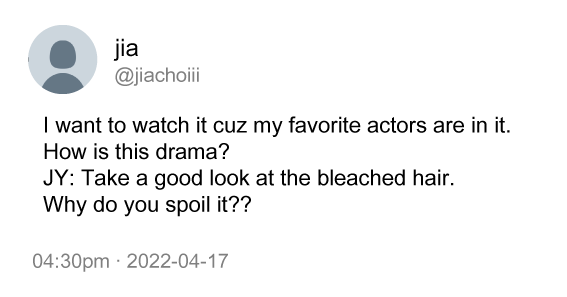 jia
@jiachoiii
I want to watch it cuz my favorite actors are in it.
How is this drama?
JY: Take a good look at the bleached hair.
Why do you spoil it??
04:30pm · 2022-04-17